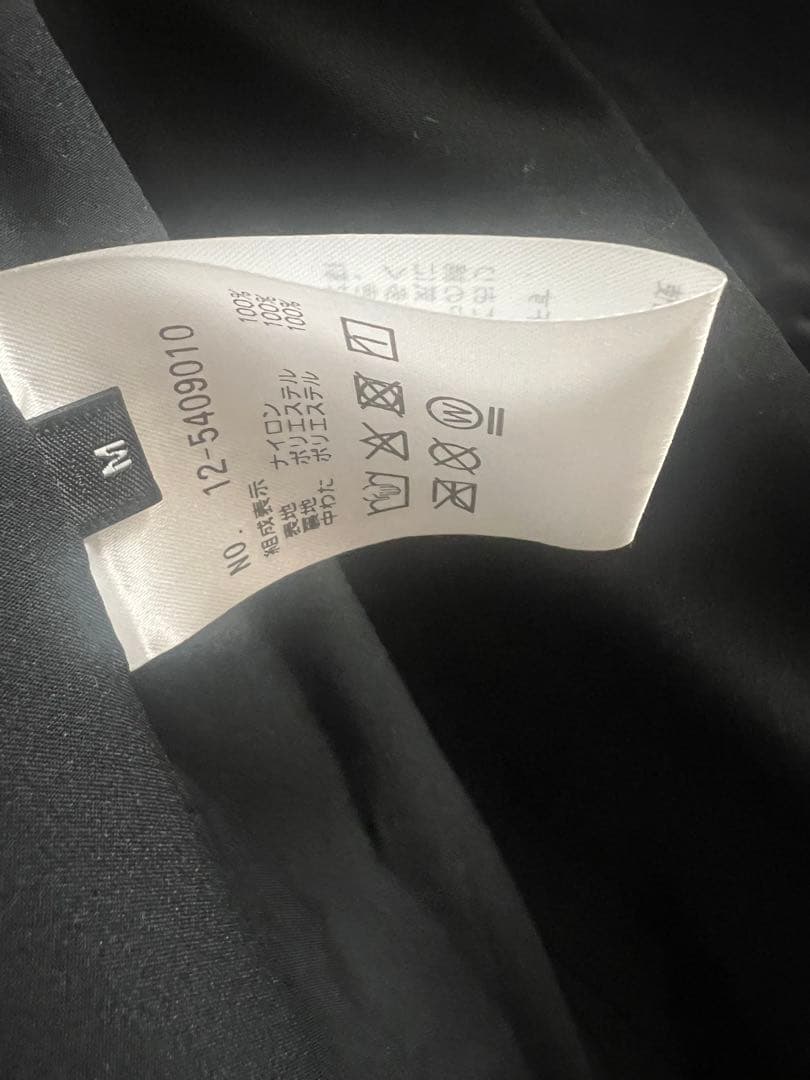 M
NO. 12-5409010
組成表示
表地 ナイロン 100%
裏地 ポリエステル 100%
中わた ポリエステル 100%
W